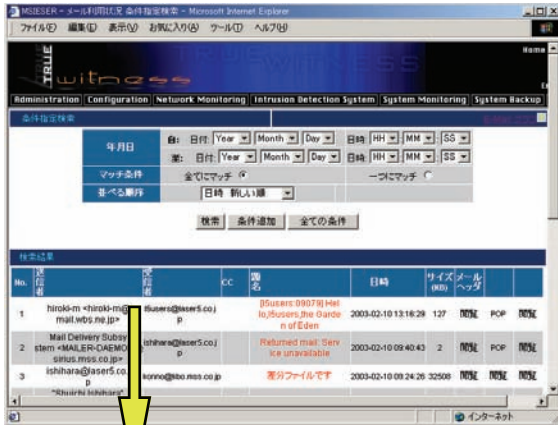 MSIESER - メール利用状況 条件指定検索 - Microsoft Internet Explorer
ファイル(F) 編集(E) 表示(V) お気に入り(A) ツール(T) ヘルプ(H)
TRUE witness
Home
Administration Configuration Network Monitoring Intrusion Detection System System Monitoring System Backup
条件指定検索
年月日 自: 日付: Year Month Day 日時: HH MM SS
至: 日付: Year Month Day 日時: HH MM SS
マッチ条件 全てにマッチ 一つにマッチ
並べる順序 日時 新しい順
検索 条件追加 全ての条件
検索結果
No. 送信者 受信者 CC 題名 日時 サイズ(KB) メールヘッダ
1 hiroki-m <hiroki-m@ mail.wbs.ne.jp> l5users@laser5.co.jp [l5users:09079] Hello,l5users,the Garden of Eden 2003-02-10 13:16:29 127 閲覧 POP 閲覧
2 Mail Delivery Subsystem <MAILER-DAEMO sirius.mss.co.jp> ishihara@laser5.co.jp Returned mail: Service unavailable 2003-02-10 09:40:43 2 閲覧 POP 閲覧
3 ishihara@laser5.co.jp konno@sbo.mss.co.jp 差分ファイルです 2003-02-10 09:24:26 32508 閲覧 閲覧 閲覧
"Shuichi Ishihara"
インターネット